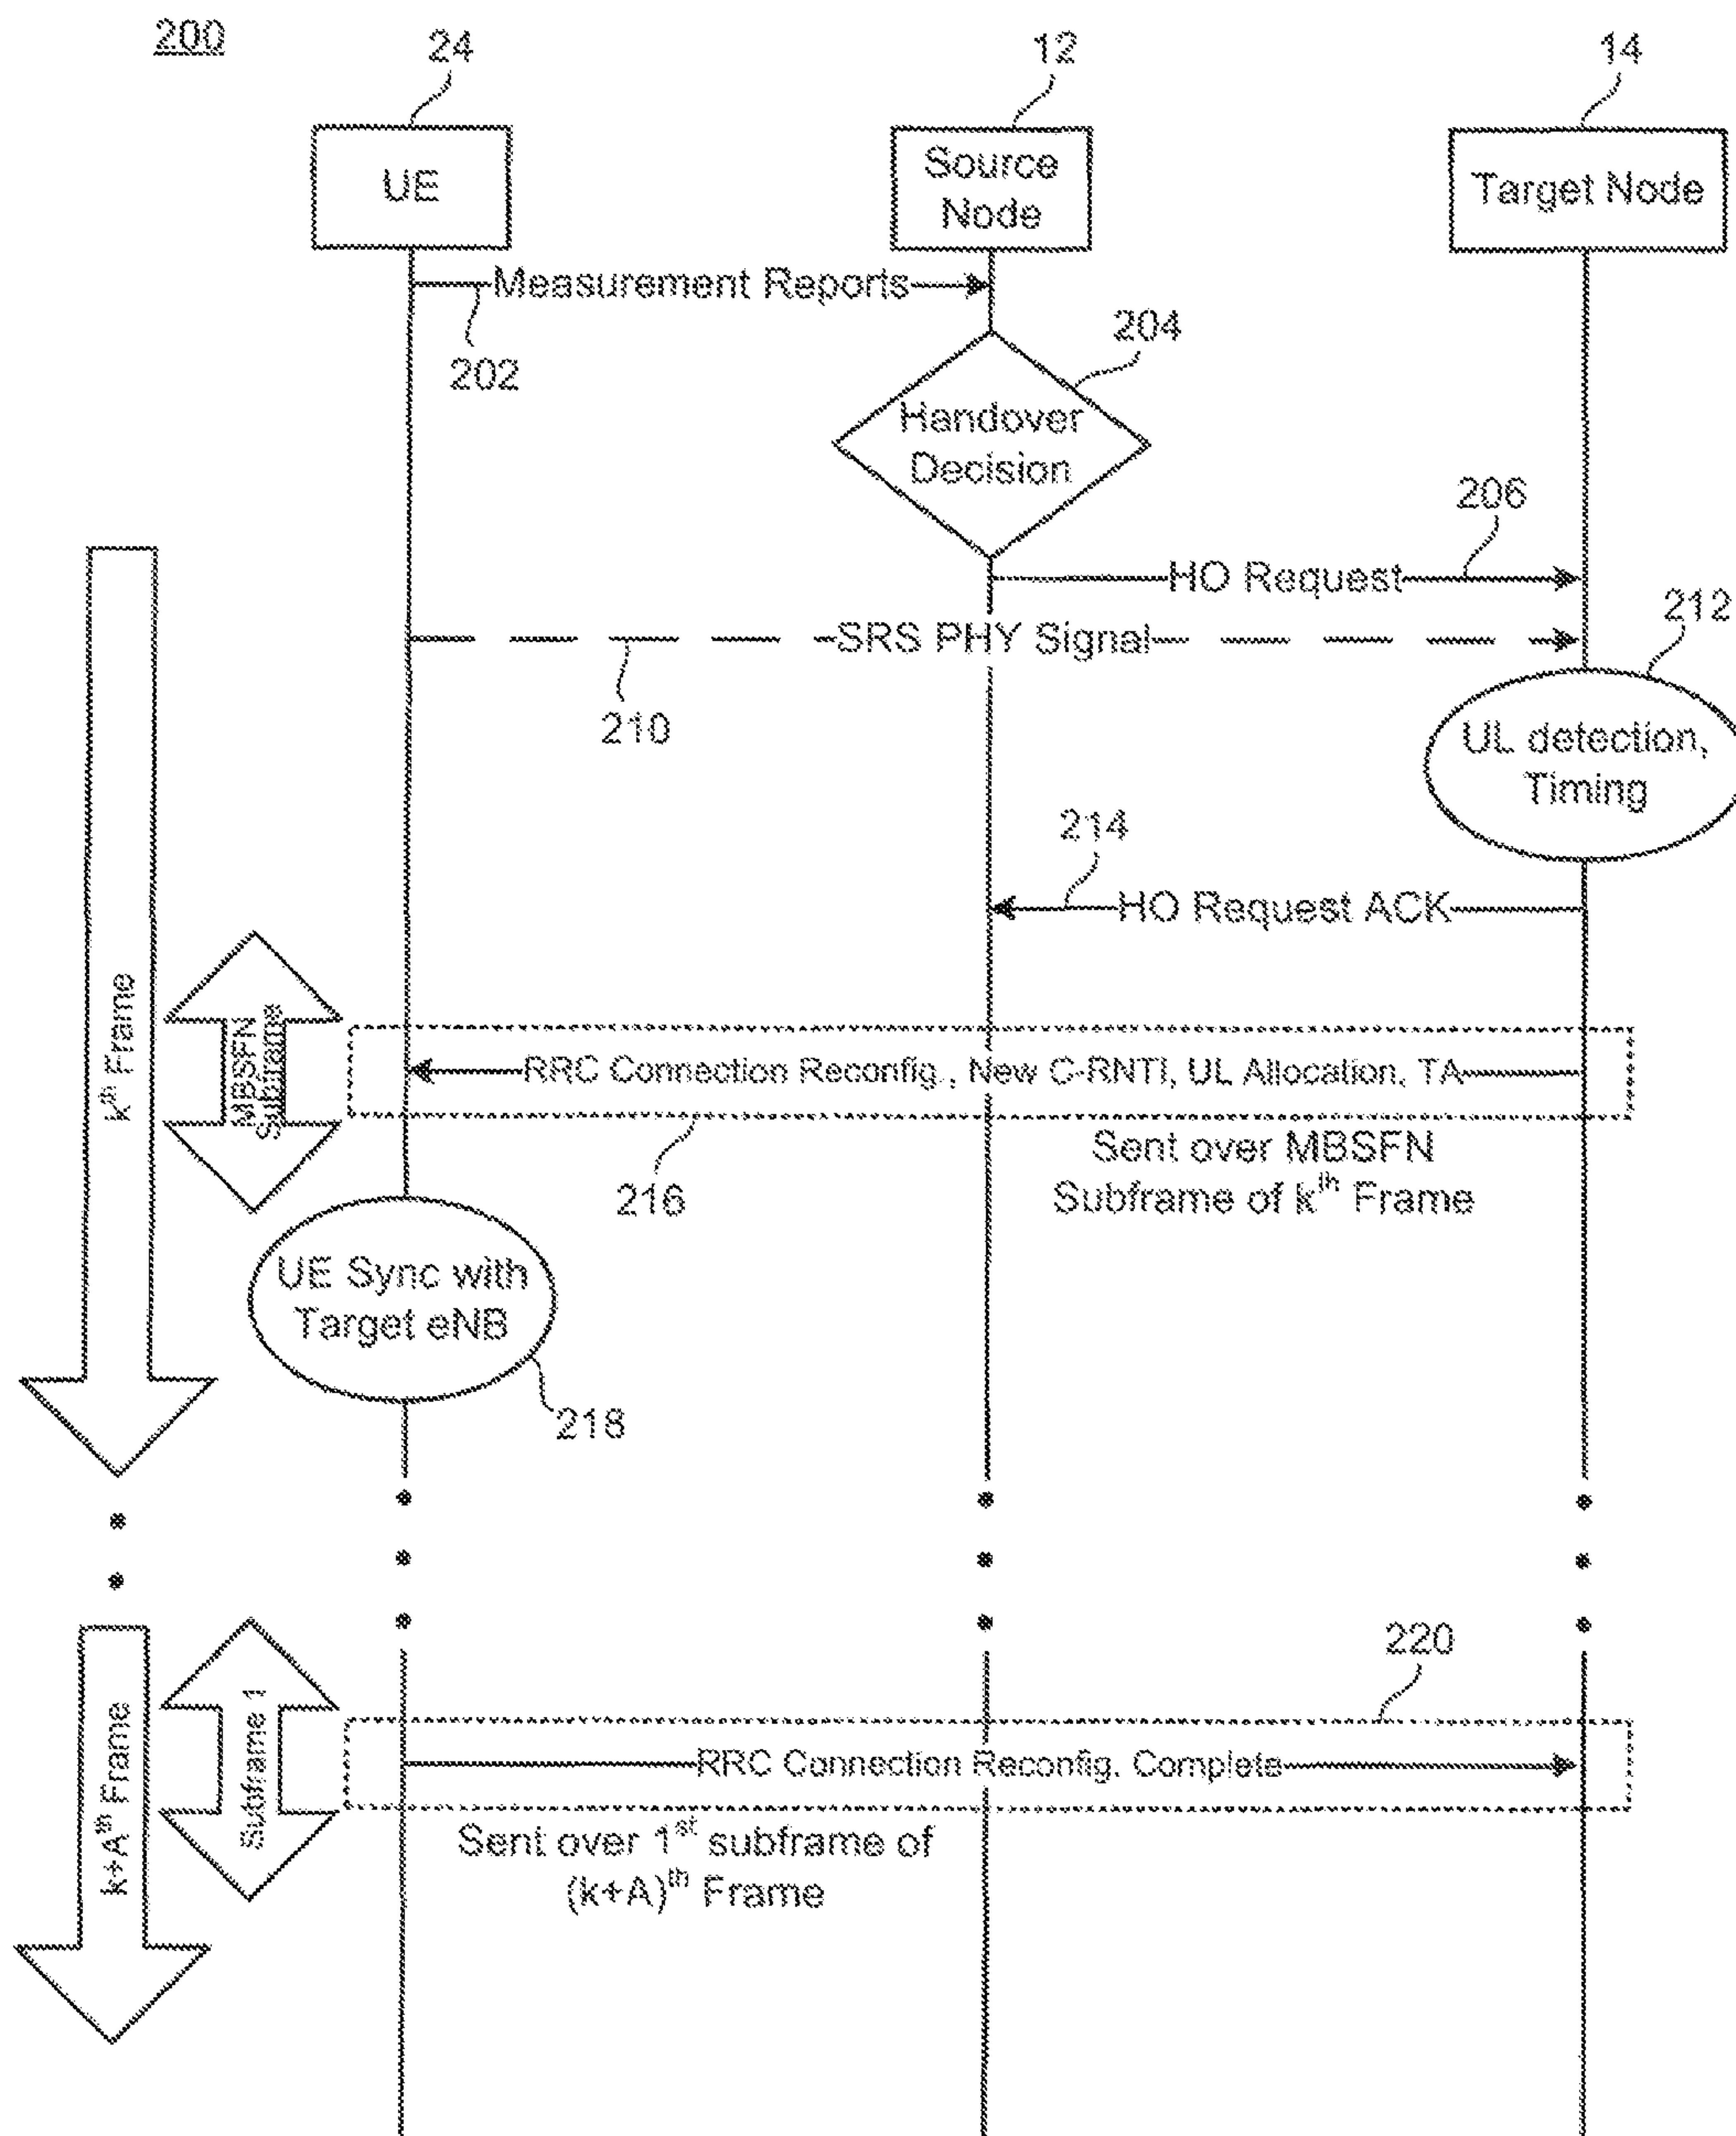 200
24
12
14
UE
Source
Node
Target Node
Measurement Reports
202
204
Handover
Decision
206
HO Request
212
SRS PHY Signal
210
UL detection,
Timing
214
HO Request ACK
kth Frame
MBSFN
Subframe
RRC Connection Reconfig., New C-RNTI, UL Allocation, TA
216
Sent over MBSFN
Subframe of kth Frame
UE Sync with
Target eNB
218
220
k+Ath Frame
Subframe 1
RRC Connection Reconfig. Complete
Sent over 1st subframe of
(k+A)th Frame